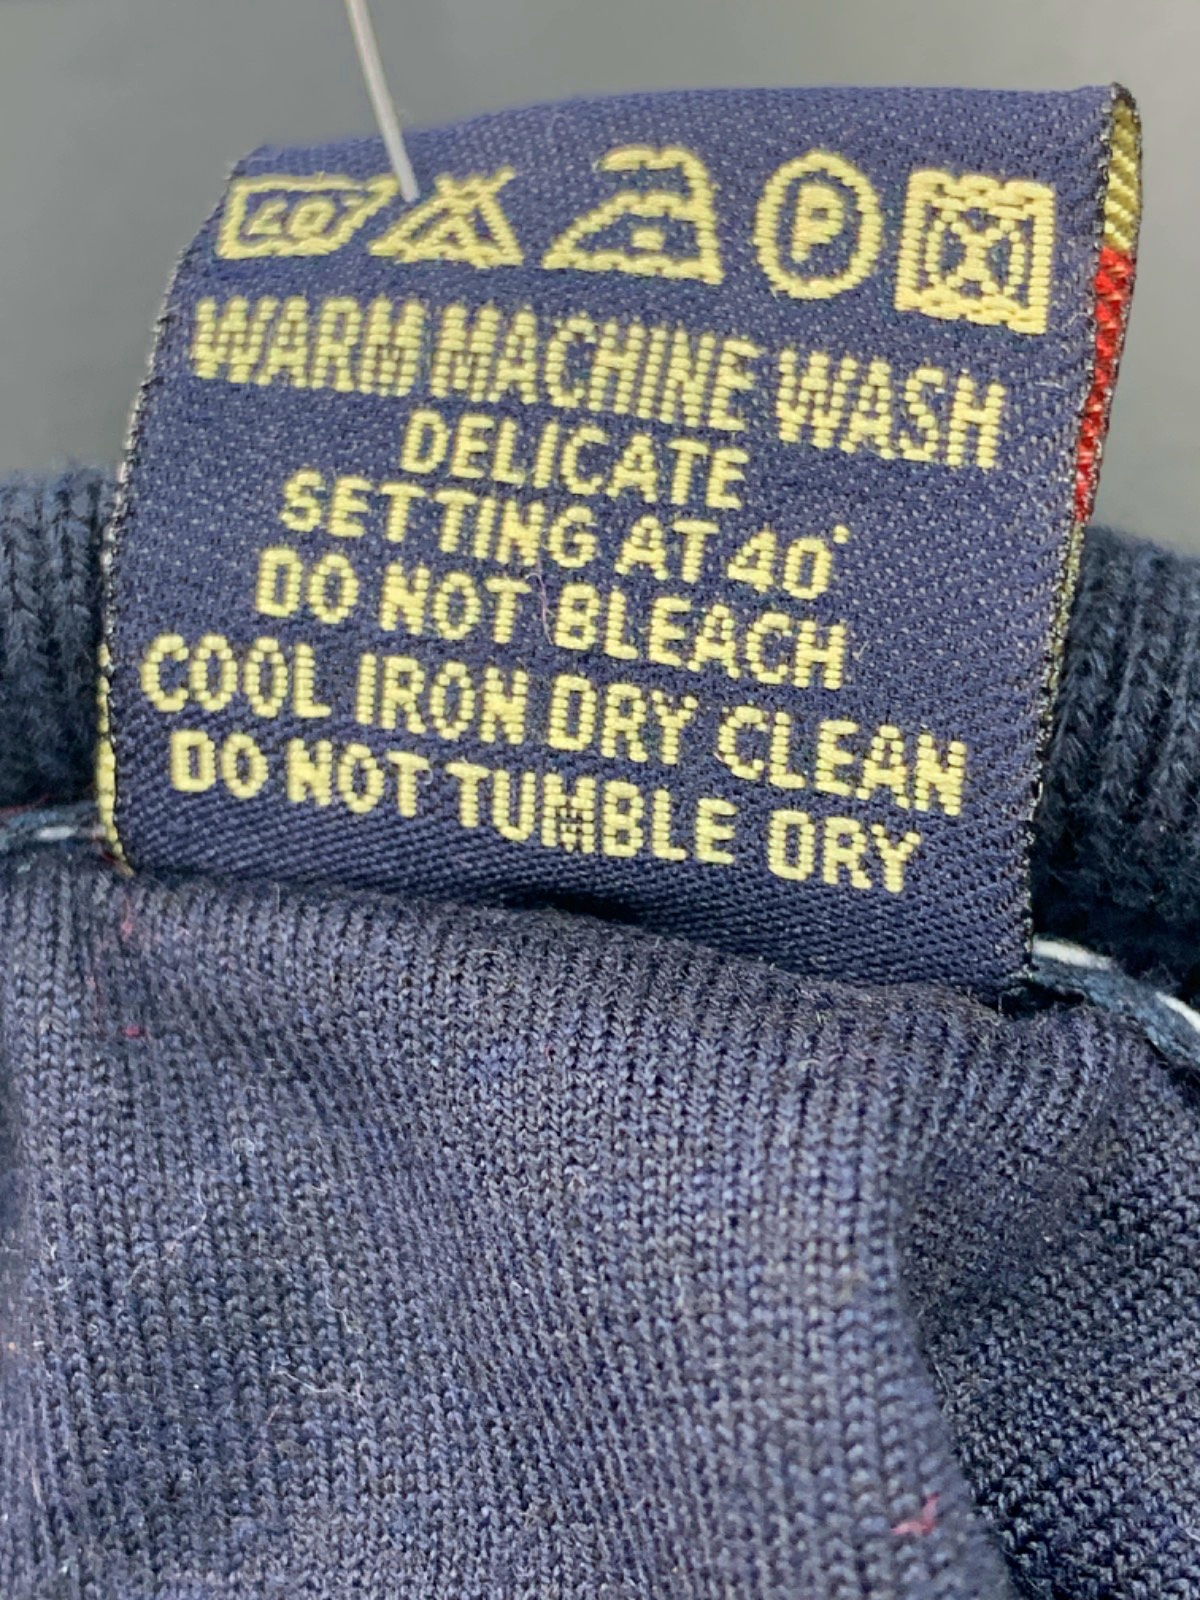 40°
P
WARM MACHINE WASH
DELICATE
SETTING AT 40°
DO NOT BLEACH
COOL IRON DRY CLEAN
DO NOT TUMBLE DRY